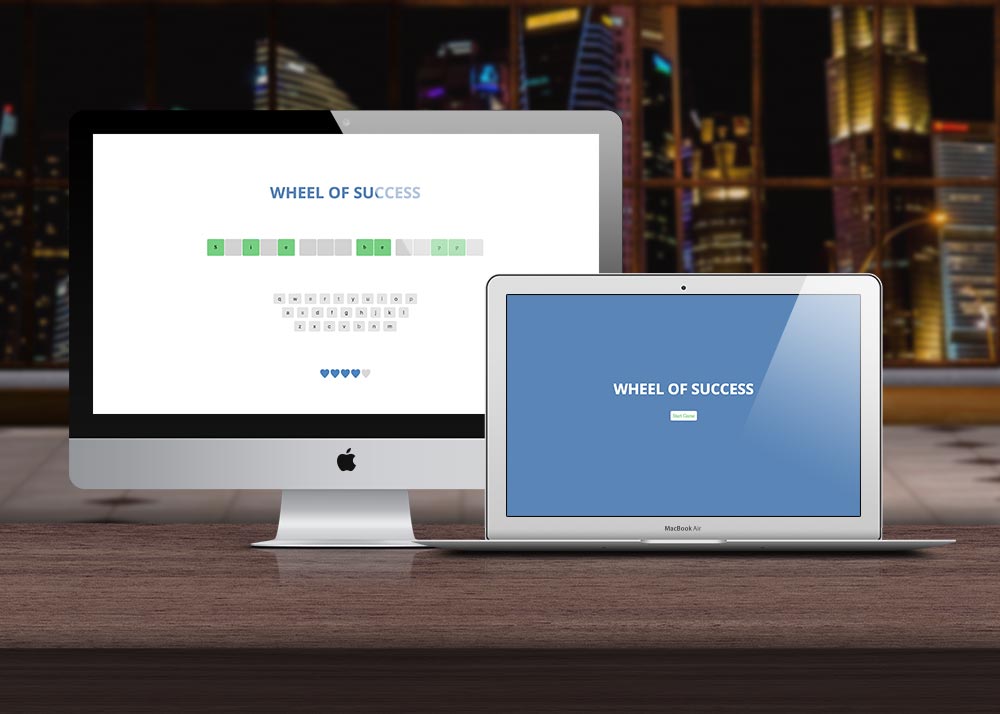 WHEEL OF SUCCESS
S i e b e p p
q w e r t y u i o p
a s d f g h j k l
z x c v b n m
WHEEL OF SUCCESS
Start Game
MacBook Air